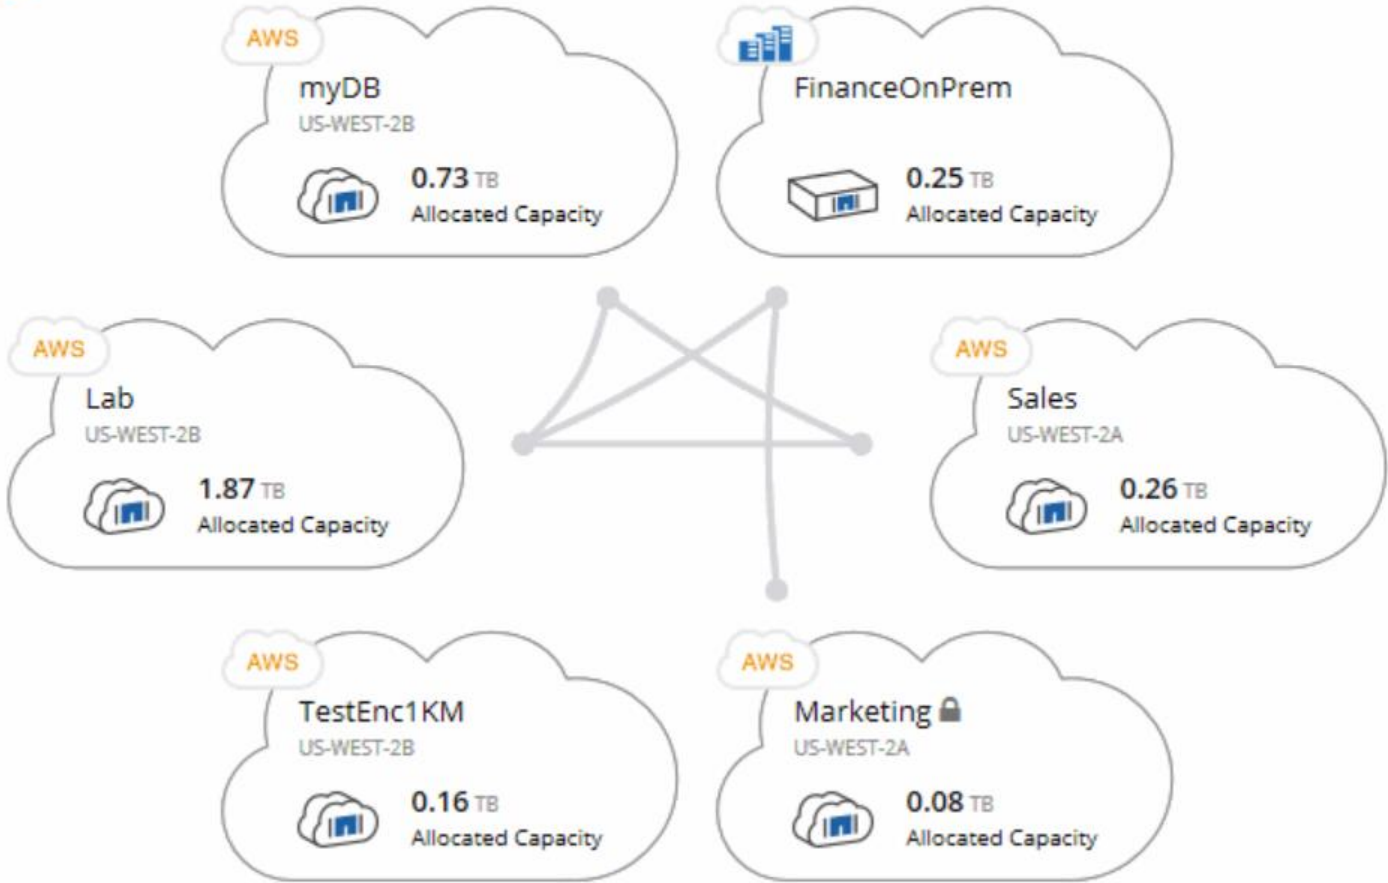 AWS
myDB
US-WEST-2B
0.73 TB
Allocated Capacity
FinanceOnPrem
0.25 TB
Allocated Capacity
AWS
Lab
US-WEST-2B
1.87 TB
Allocated Capacity
AWS
Sales
US-WEST-2A
0.26 TB
Allocated Capacity
AWS
TestEnc1KM
US-WEST-2B
0.16 TB
Allocated Capacity
AWS
Marketing
US-WEST-2A
0.08 TB
Allocated Capacity